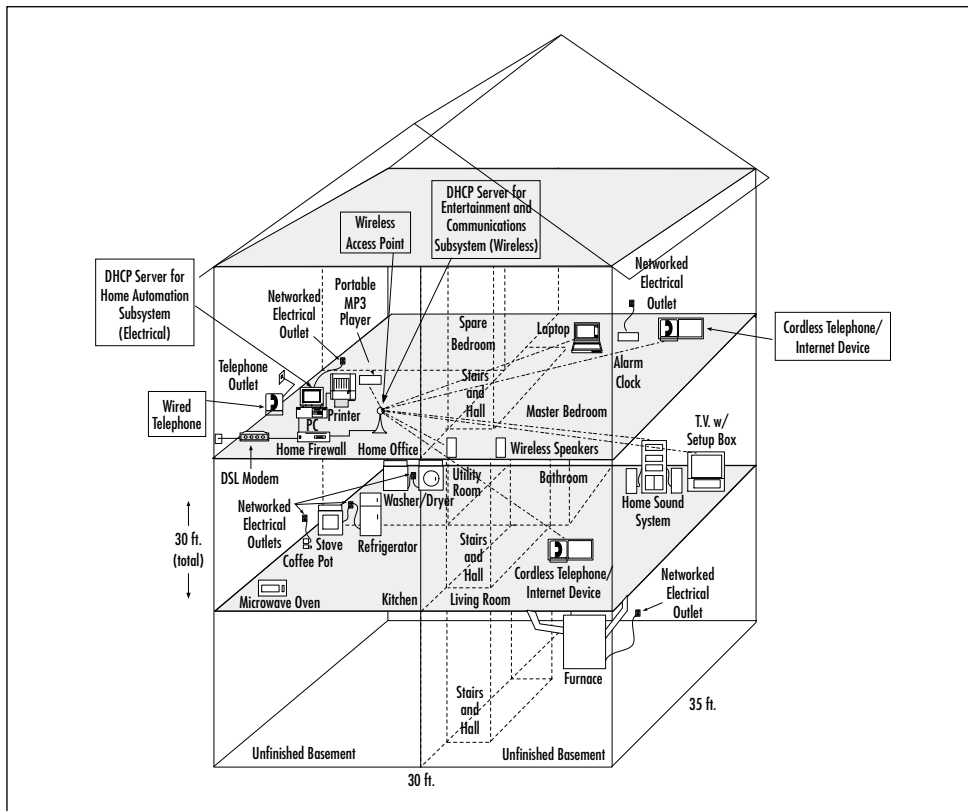 DHCP Server for
Entertainment and
Communications
Subsystem (Wireless)
Wireless
Access Point
DHCP Server for
Home Automation
Subsystem
(Electrical)
Networked
Electrical
Outlet
Portable
MP3
Player
Networked
Electrical
Outlet
Spare
Bedroom
Laptop
Alarm
Clock
Cordless Telephone/
Internet Device
Telephone
Outlet
Wired
Telephone
Printer
PC
Stairs
and
Hall
Master Bedroom
T.V. w/
Setup Box
Home Firewall
Home Office
Wireless Speakers
DSL Modem
Washer/Dryer
Utility
Room
Bathroom
Home Sound
System
Networked
Electrical
Outlets
Stove
Refrigerator
Coffee Pot
30 ft.
(total)
Stairs
and
Hall
Cordless Telephone/
Internet Device
Networked
Electrical
Outlet
Microwave Oven
Kitchen
Living Room
Furnace
Stairs
and
Hall
35 ft.
Unfinished Basement
Unfinished Basement
30 ft.